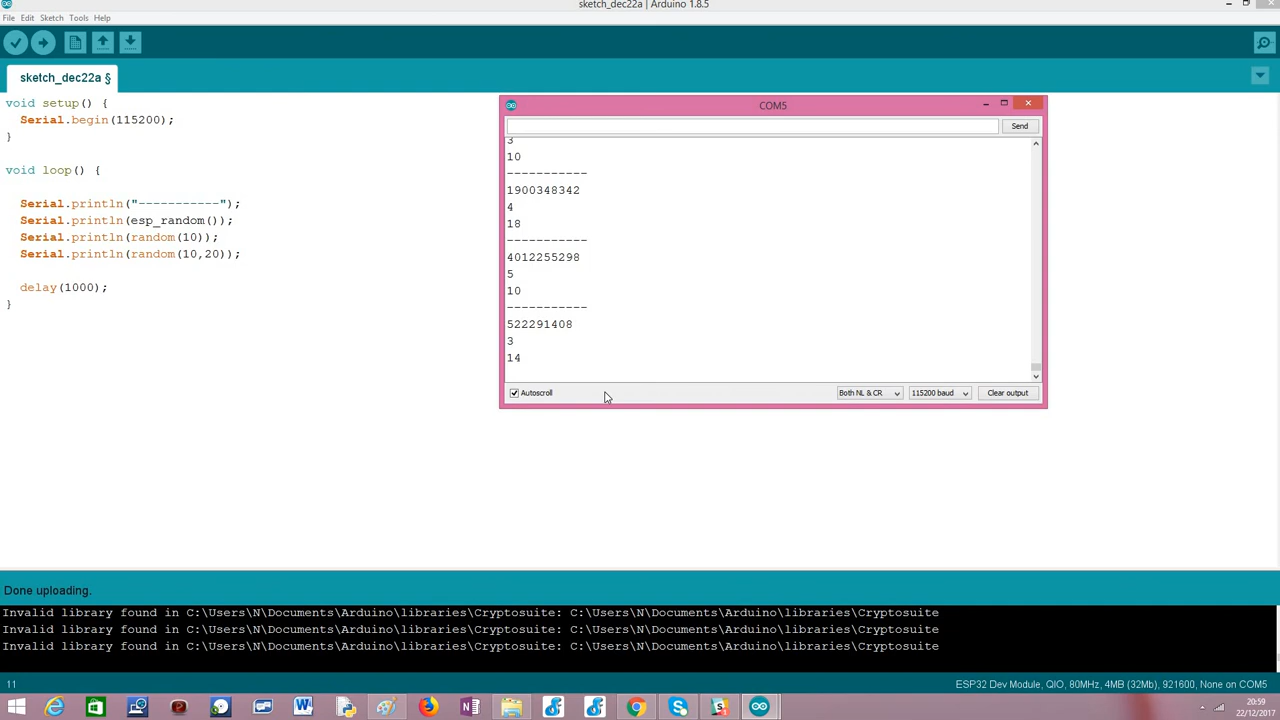 sketch_dec22a | Arduino 1.8.5
File Edit Sketch Tools Help
sketch_dec22a §
void setup() {
  Serial.begin(115200);
}
void loop() {
  Serial.println("-----------");
  Serial.println(esp_random());
  Serial.println(random(10));
  Serial.println(random(10,20));
  delay(1000);
}
COM5
Send
3
10
-----------
1900348342
4
18
-----------
4012255298
5
10
-----------
522291408
3
14
Autoscroll
Both NL & CR
115200 baud
Clear output
Done uploading.
Invalid library found in C:\Users\N\Documents\Arduino\libraries\Cryptosuite: C:\Users\N\Documents\Arduino\libraries\Cryptosuite
Invalid library found in C:\Users\N\Documents\Arduino\libraries\Cryptosuite: C:\Users\N\Documents\Arduino\libraries\Cryptosuite
Invalid library found in C:\Users\N\Documents\Arduino\libraries\Cryptosuite: C:\Users\N\Documents\Arduino\libraries\Cryptosuite
11
ESP32 Dev Module, QIO, 80MHz, 4MB (32Mb), 921600, None on COM5
20:59
22/12/2017